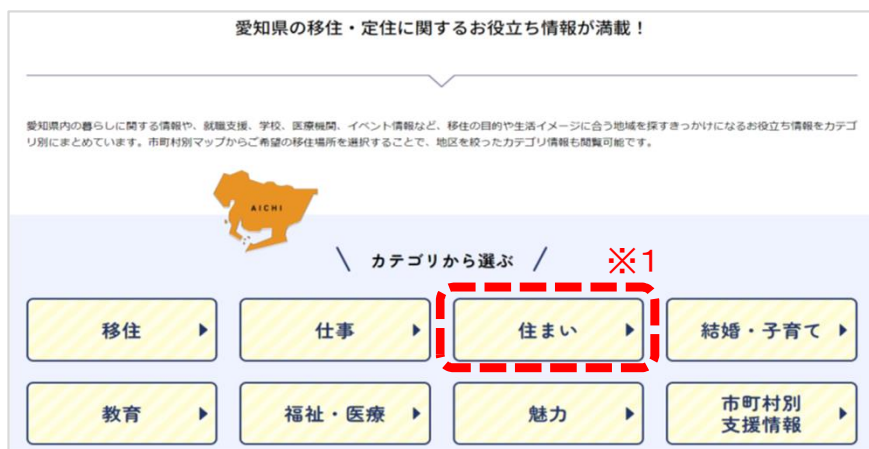 愛知県の移住・定住に関するお役立ち情報が満載！
愛知県内の暮らしに関する情報や、就職支援、学校、医療機関、イベント情報など、移住の目的や生活イメージに合う地域を探すきっかけになるお役立ち情報をカテゴ
リ別にまとめています。市町村別マップからご希望の移住場所を選択することで、地区を絞ったカテゴリ情報も閲覧可能です。
AICHI
カテゴリから選ぶ
※1
移住
仕事
住まい
結婚・子育て
教育
福祉・医療
魅力
市町村別
支援情報